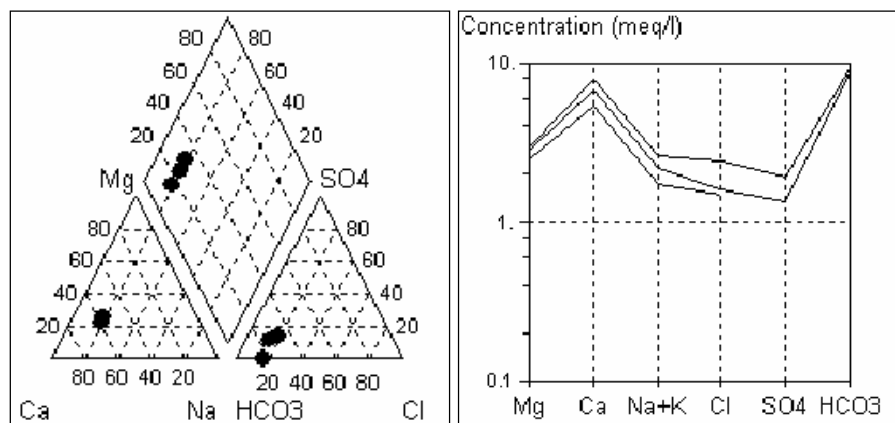 80 80
60 60
40 40
20 20
Mg SO4
80 80
60 60
40 40
20 20
80 60 40 20 20 40 60 80
Ca Na HCO3 Cl
Concentration (meq/l)
10.
1.
0.1
Mg Ca Na+K Cl SO4 HCO3